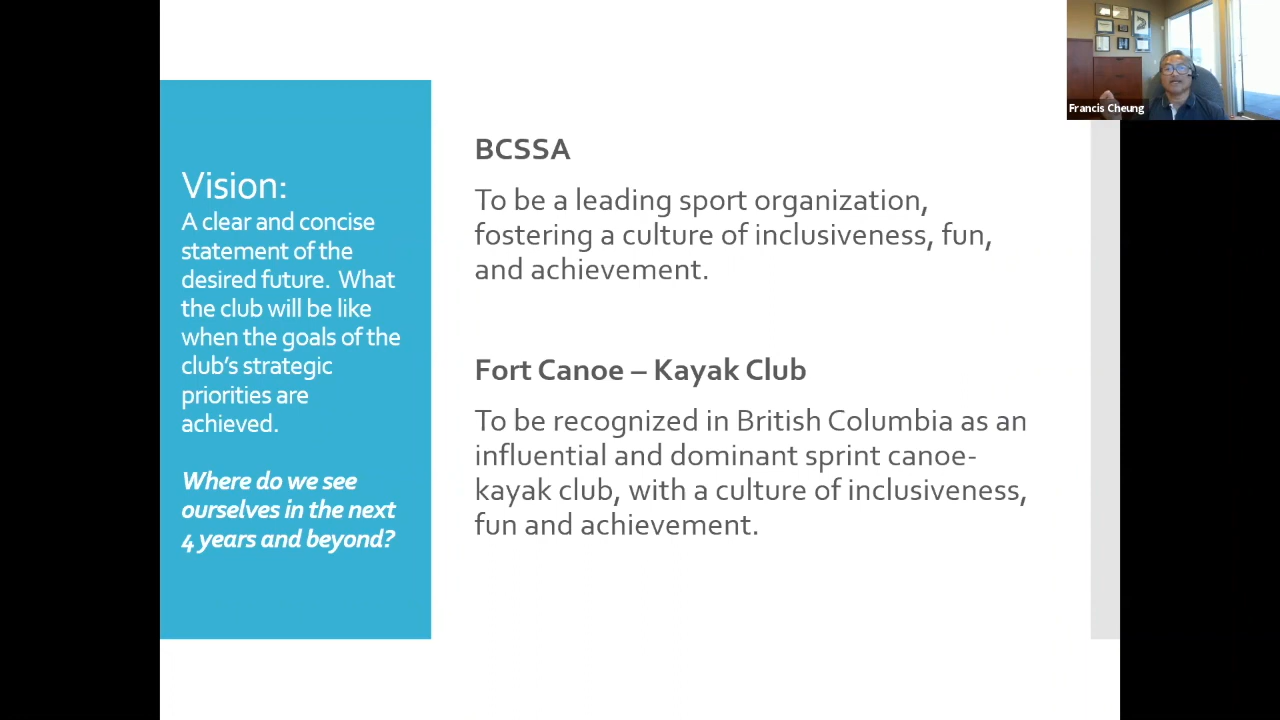 Francis Cheung
Vision:
A clear and concise
statement of the
desired future.  What
the club will be like
when the goals of the
club's strategic
priorities are
achieved.
Where do we see
ourselves in the next
4 years and beyond?
BCSSA
To be a leading sport organization,
fostering a culture of inclusiveness, fun,
and achievement.
Fort Canoe – Kayak Club
To be recognized in British Columbia as an
influential and dominant sprint canoe-
kayak club, with a culture of inclusiveness,
fun and achievement.